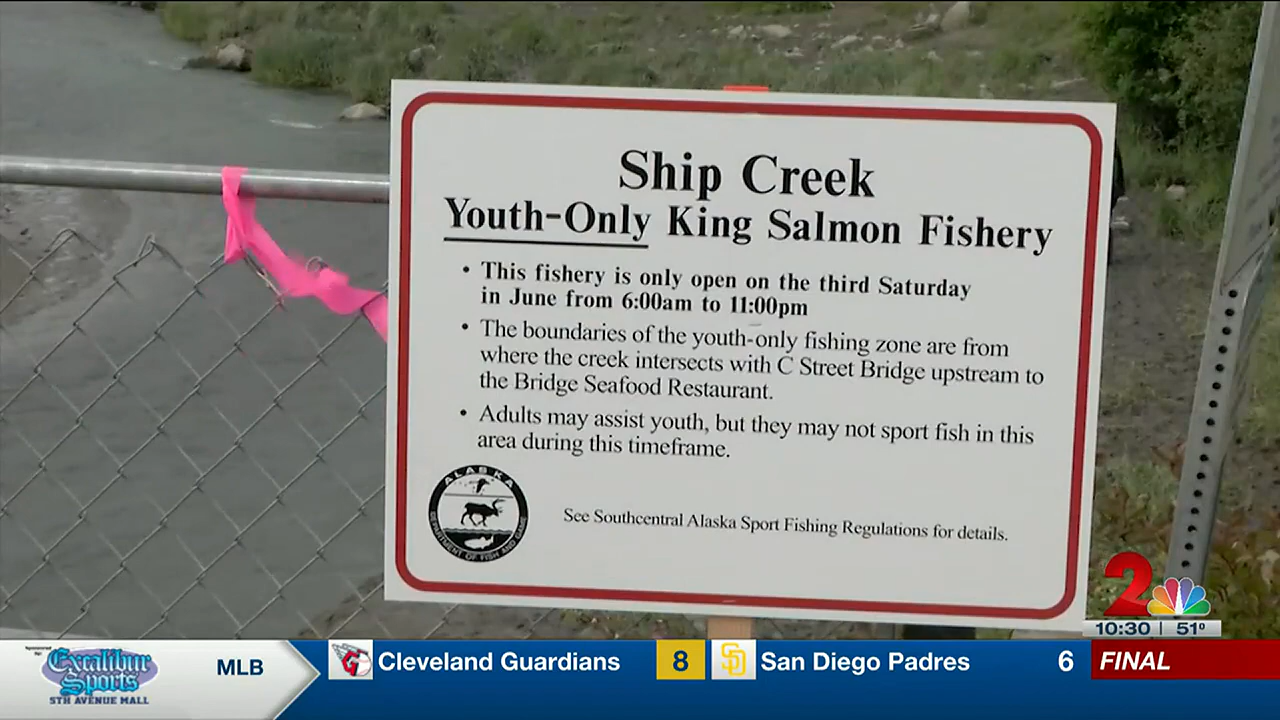 Ship Creek
Youth-Only King Salmon Fishery
• This fishery is only open on the third Saturday
in June from 6:00am to 11:00pm
• The boundaries of the youth-only fishing zone are from
where the creek intersects with C Street Bridge upstream to
the Bridge Seafood Restaurant.
• Adults may assist youth, but they may not sport fish in this
area during this timeframe.
ALASKA
DEPARTMENT OF FISH AND GAME
See Southcentral Alaska Sport Fishing Regulations for details.
2
10:30 | 51°
Sponsored by:
Excalibur
Sports
5TH AVENUE MALL
MLB
Cleveland Guardians 8 SD San Diego Padres 6 FINAL